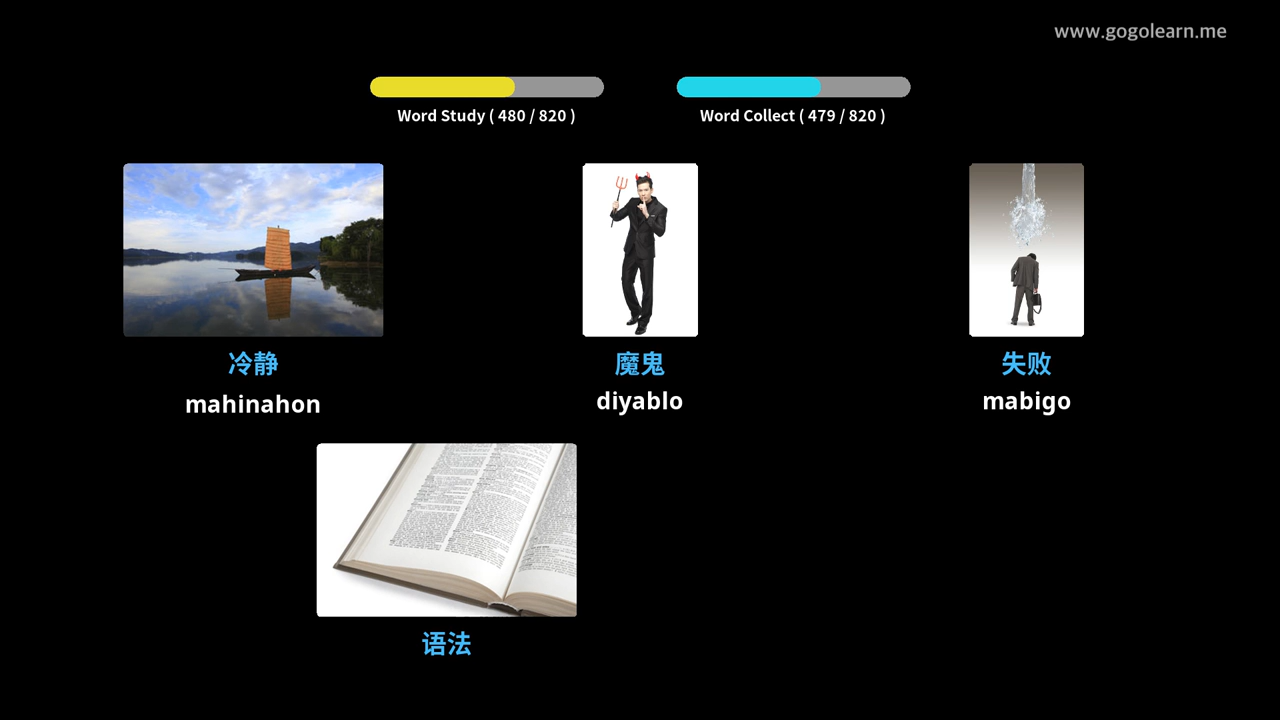 www.gogolearn.me
Word Study ( 480 / 820 )
Word Collect ( 479 / 820 )
冷静
mahinahon
魔鬼
diyablo
失败
mabigo
语法